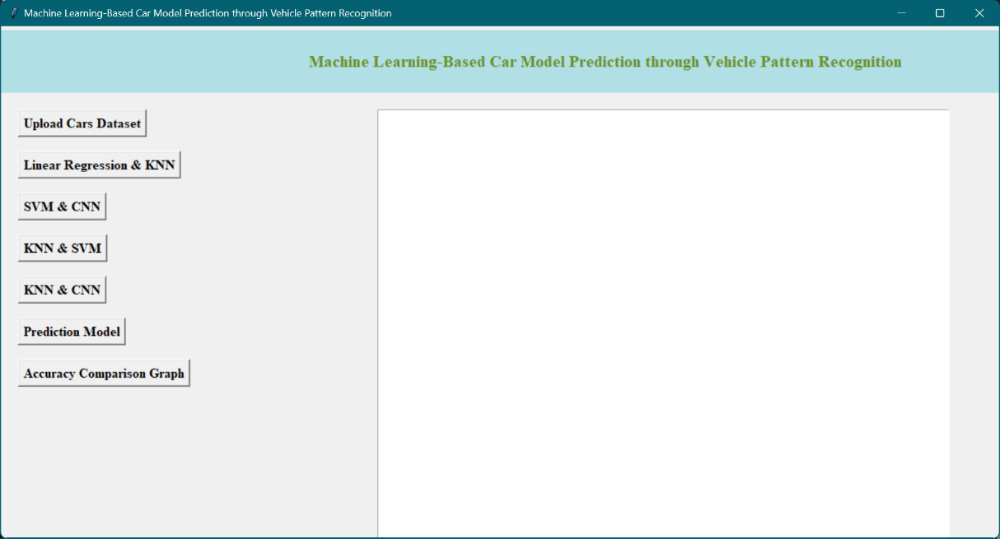 Machine Learning-Based Car Model Prediction through Vehicle Pattern Recognition
Machine Learning-Based Car Model Prediction through Vehicle Pattern Recognition
Upload Cars Dataset
Linear Regression & KNN
SVM & CNN
KNN & SVM
KNN & CNN
Prediction Model
Accuracy Comparison Graph